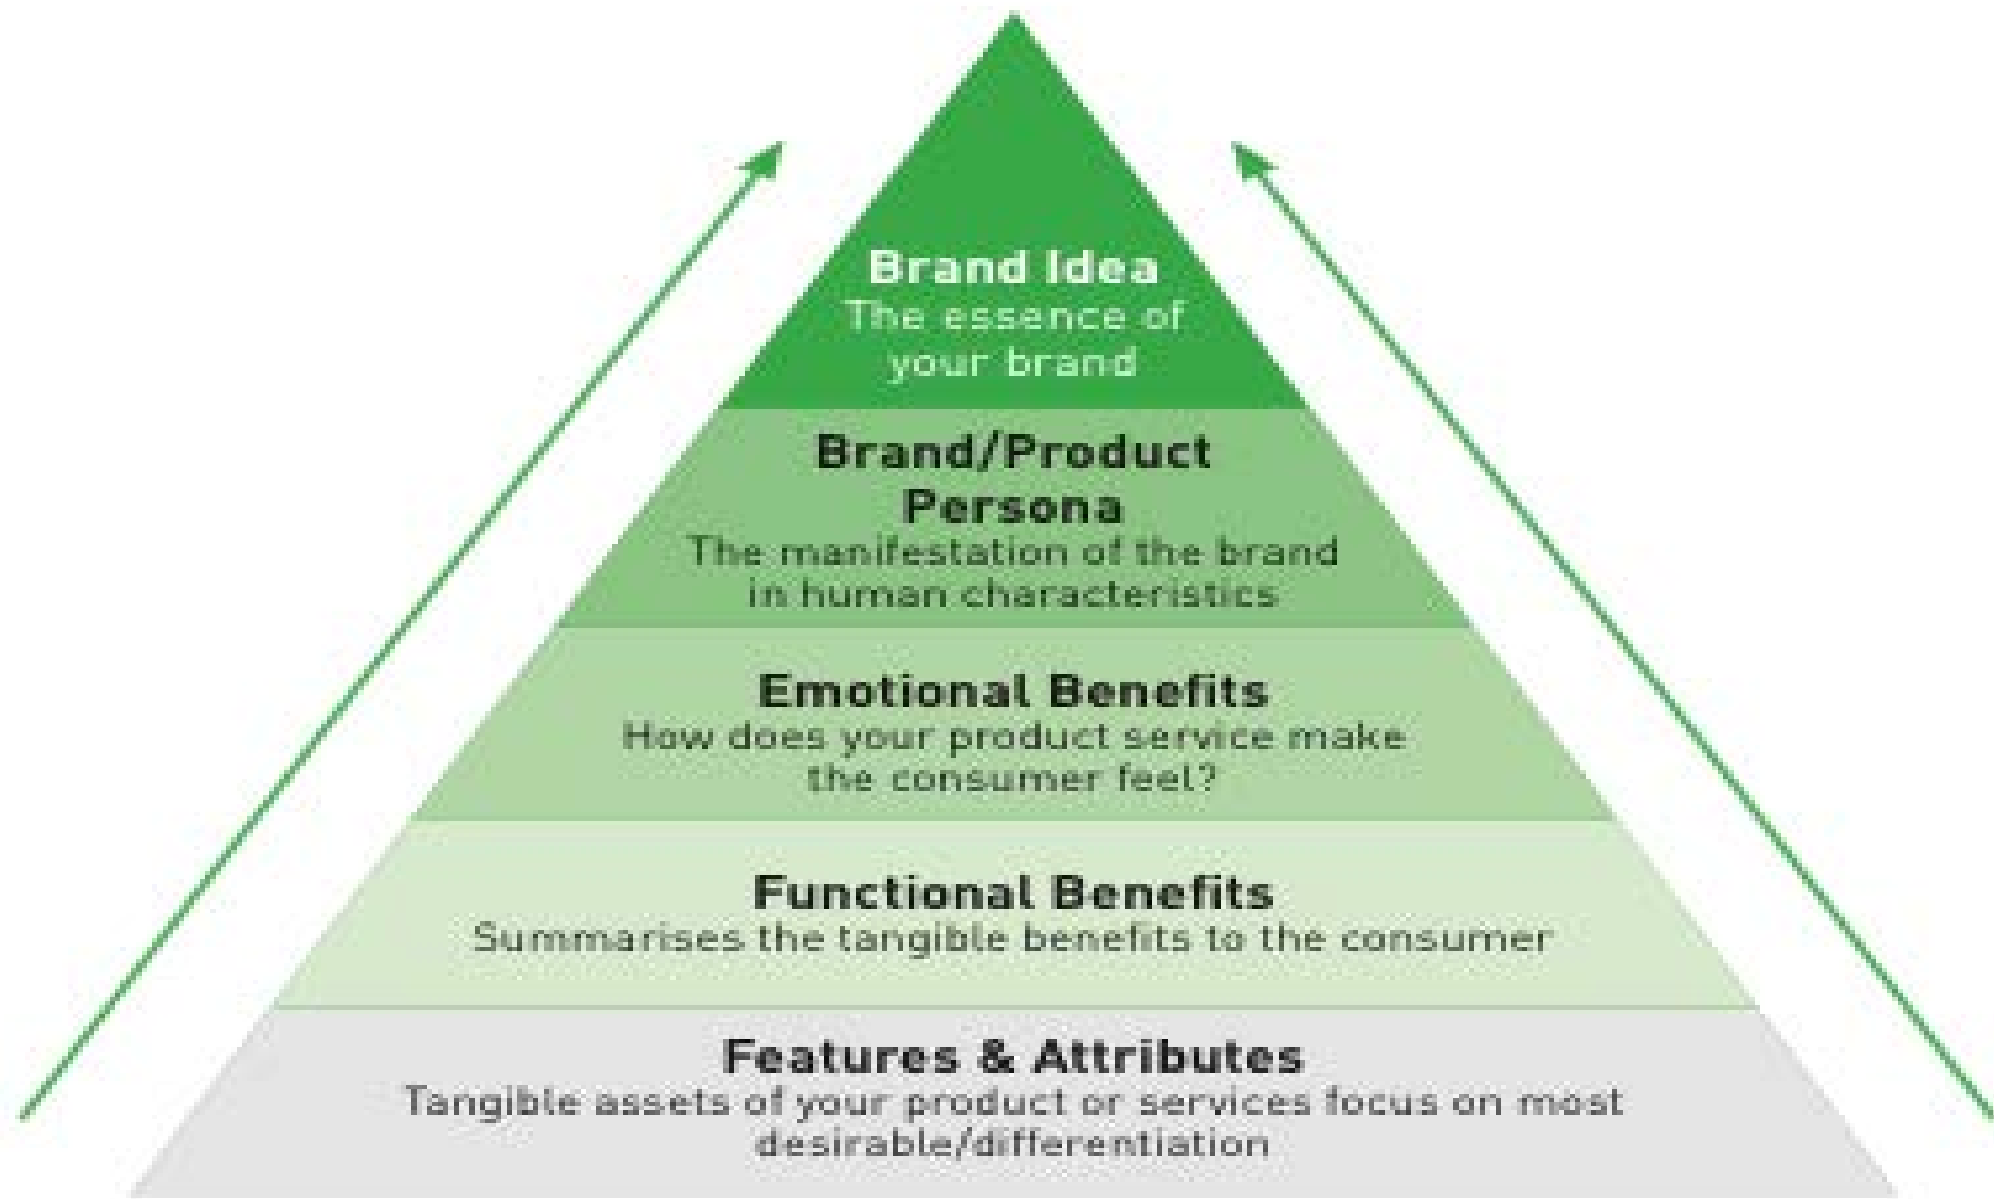 Brand Idea
The essence of
your brand
Brand/Product
Persona
The manifestation of the brand
in human characteristics
Emotional Benefits
How does your product service make
the consumer feel?
Functional Benefits
Summarises the tangible benefits to the consumer
Features & Attributes
Tangible assets of your product or services focus on most
desirable/differentiation